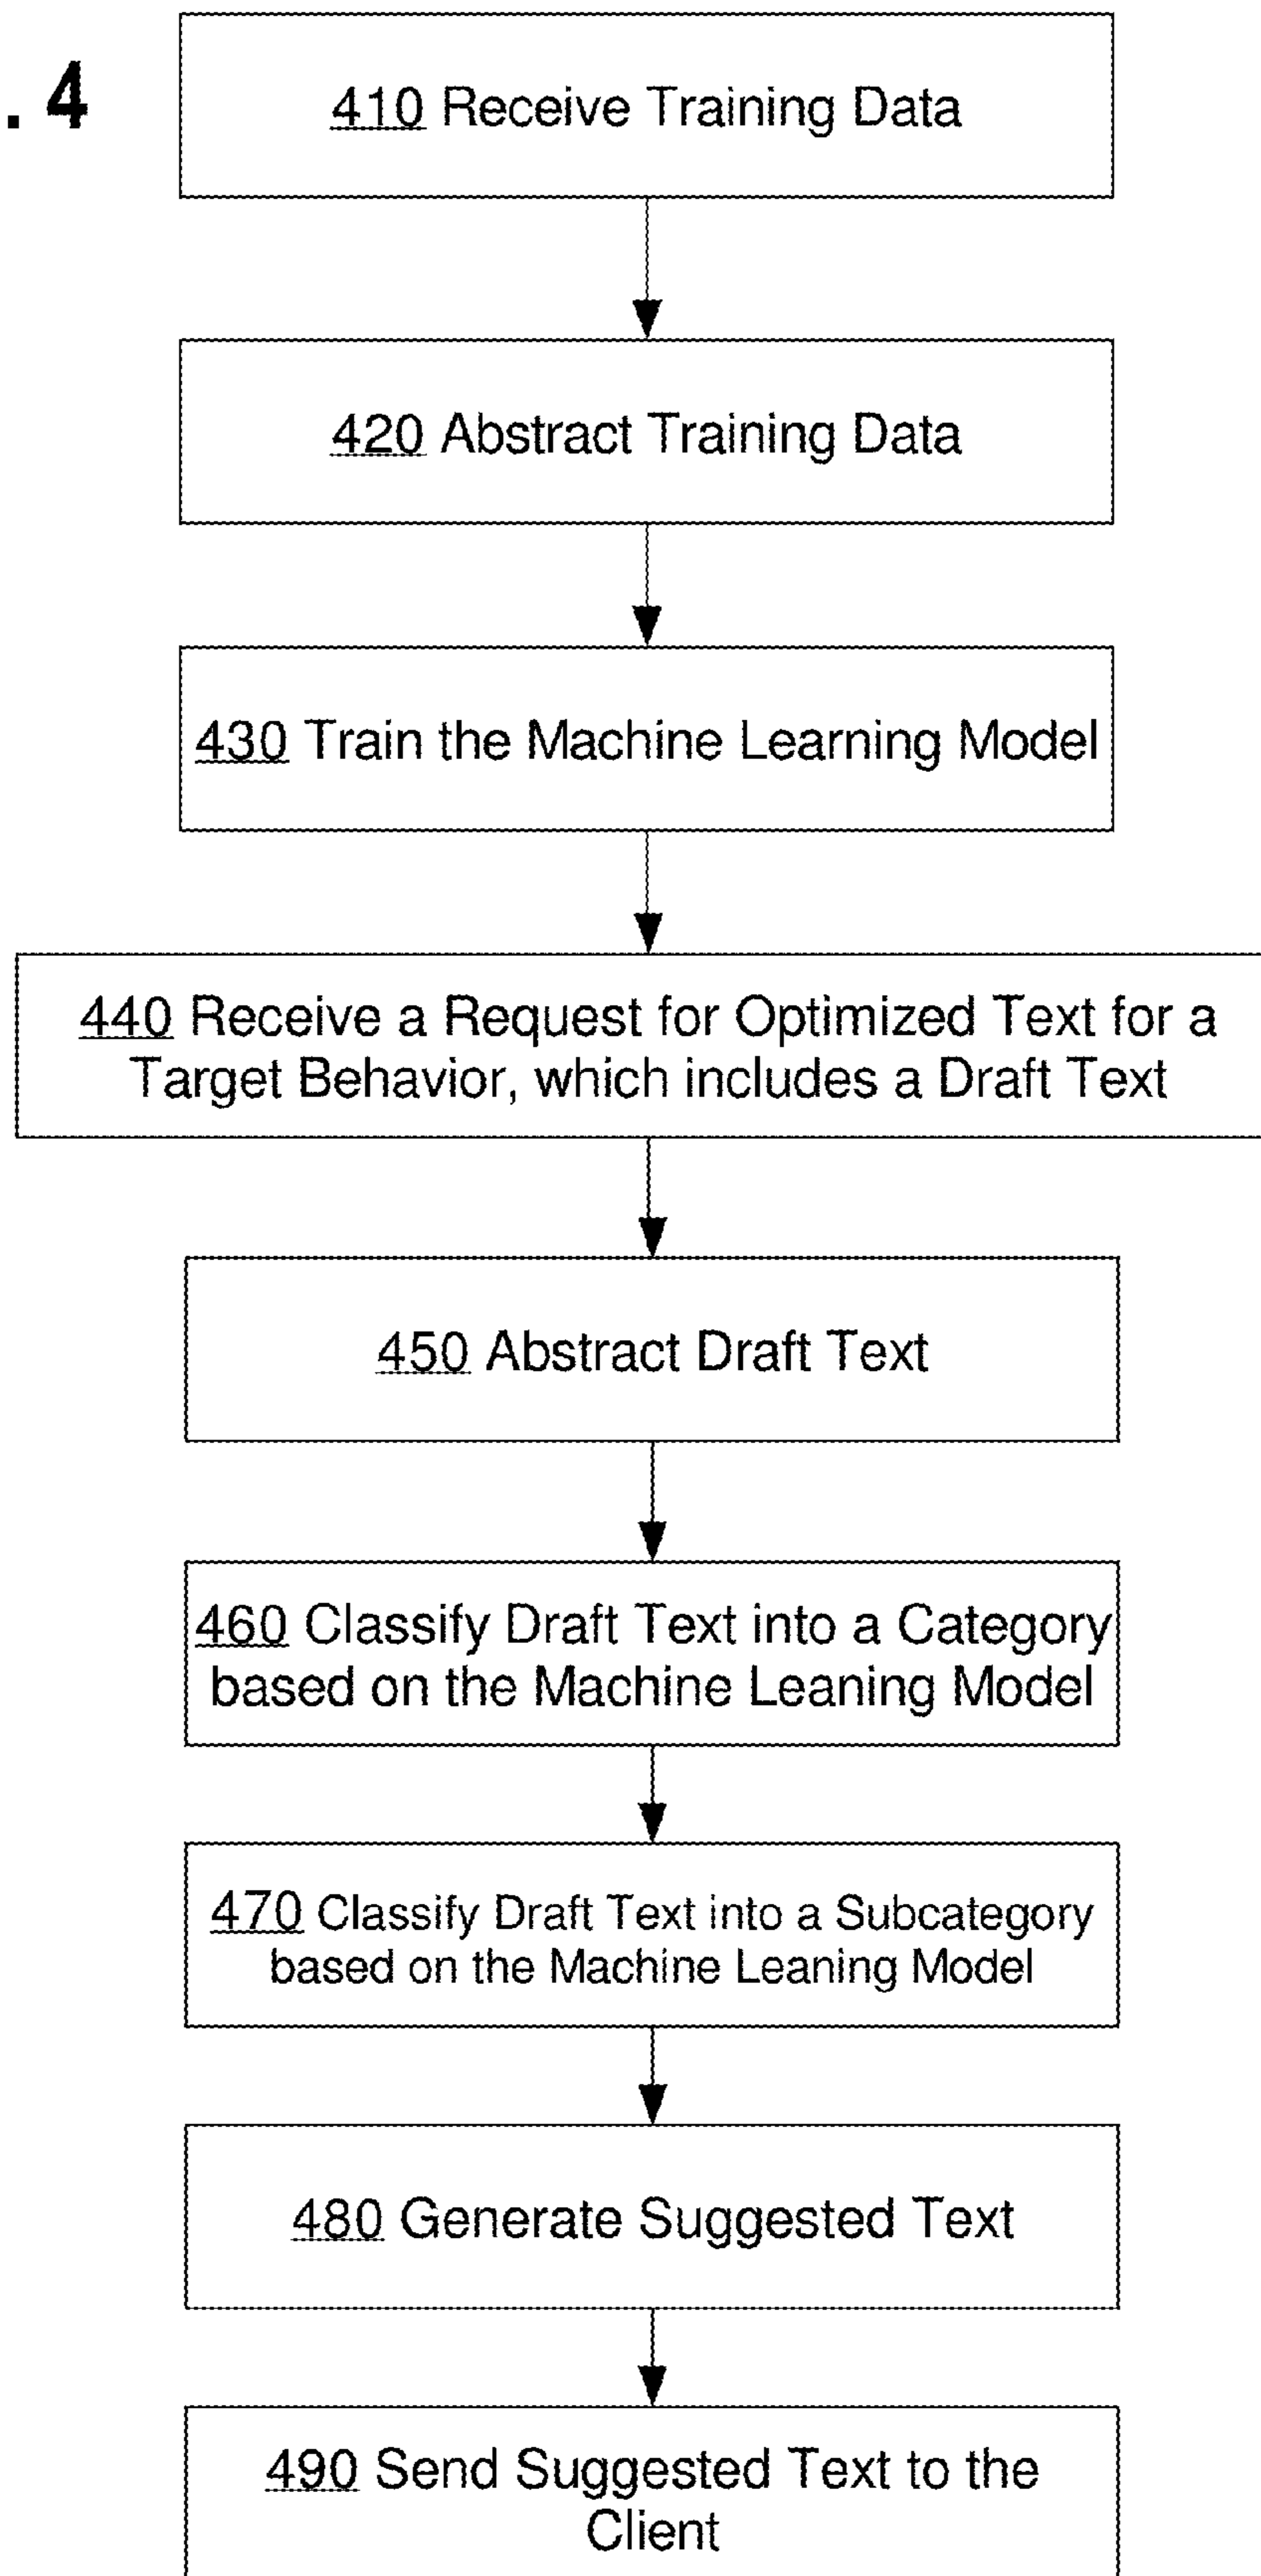 . 4
410 Receive Training Data
420 Abstract Training Data
430 Train the Machine Learning Model
440 Receive a Request for Optimized Text for a
Target Behavior, which includes a Draft Text
450 Abstract Draft Text
460 Classify Draft Text into a Category
based on the Machine Leaning Model
470 Classify Draft Text into a Subcategory
based on the Machine Leaning Model
480 Generate Suggested Text
490 Send Suggested Text to the
Client